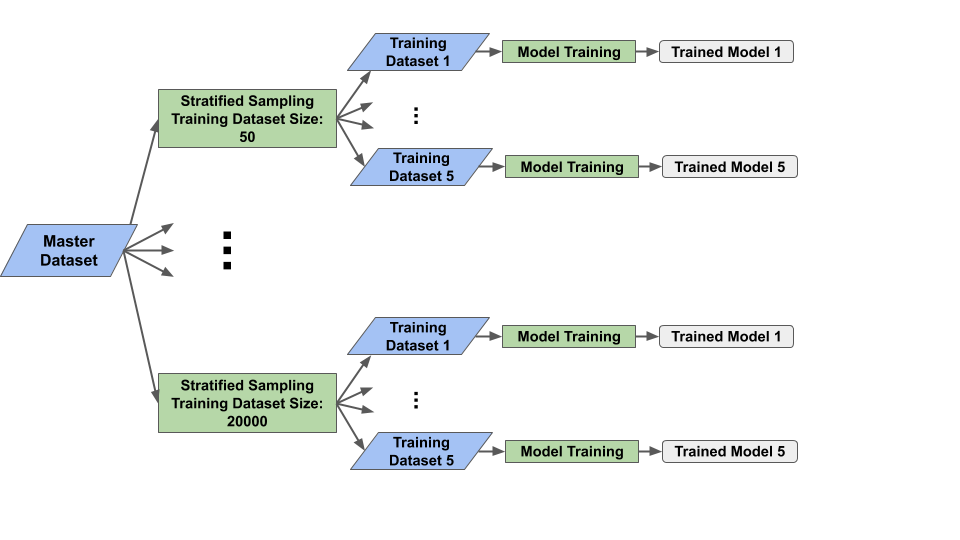 Training
Dataset 1
Model Training
Trained Model 1
Stratified Sampling
Training Dataset Size:
50
Training
Dataset 5
Model Training
Trained Model 5
Master
Dataset
Training
Dataset 1
Model Training
Trained Model 1
Stratified Sampling
Training Dataset Size:
20000
Training
Dataset 5
Model Training
Trained Model 5